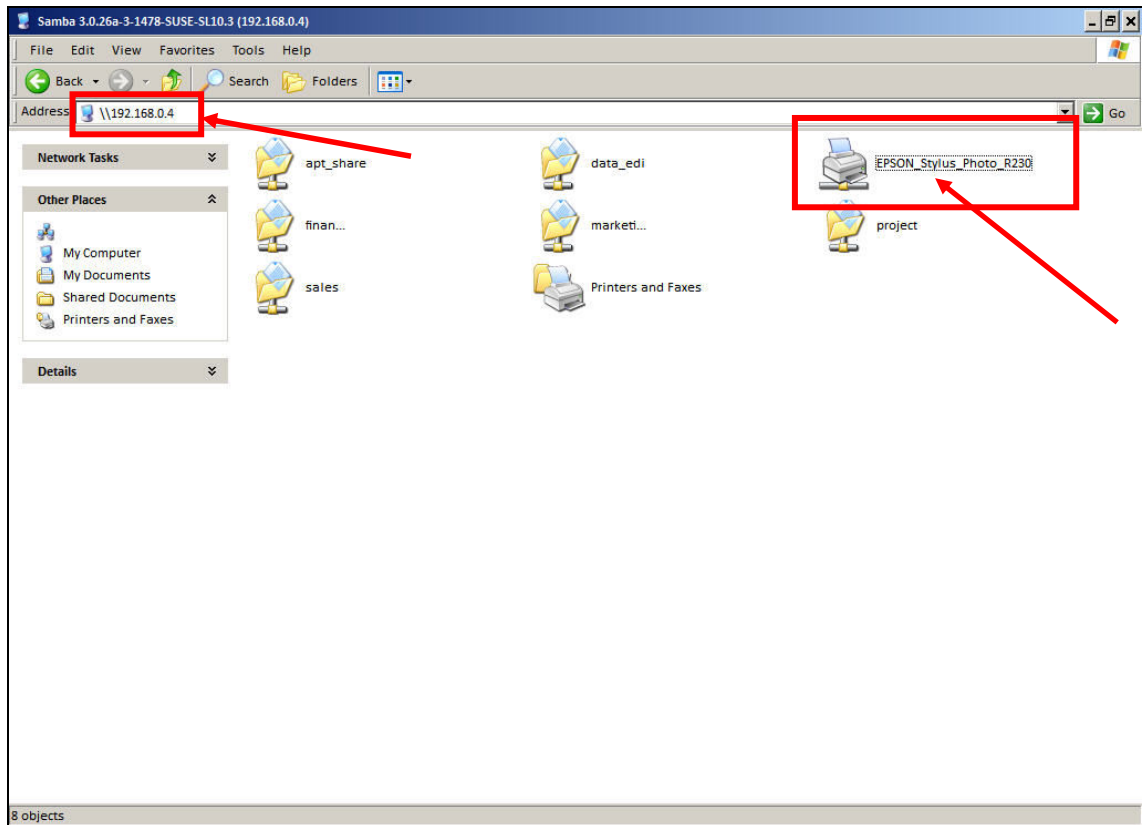 Samba 3.0.26a-3-1478-SUSE-SL10.3 (192.168.0.4)
File Edit View Favorites Tools Help
Back Search Folders
Address \\192.168.0.4 Go
Network Tasks
Other Places
My Computer
My Documents
Shared Documents
Printers and Faxes
Details
apt_share data_edi EPSON_Stylus_Photo_R230
finan... marketi... project
sales Printers and Faxes
8 objects